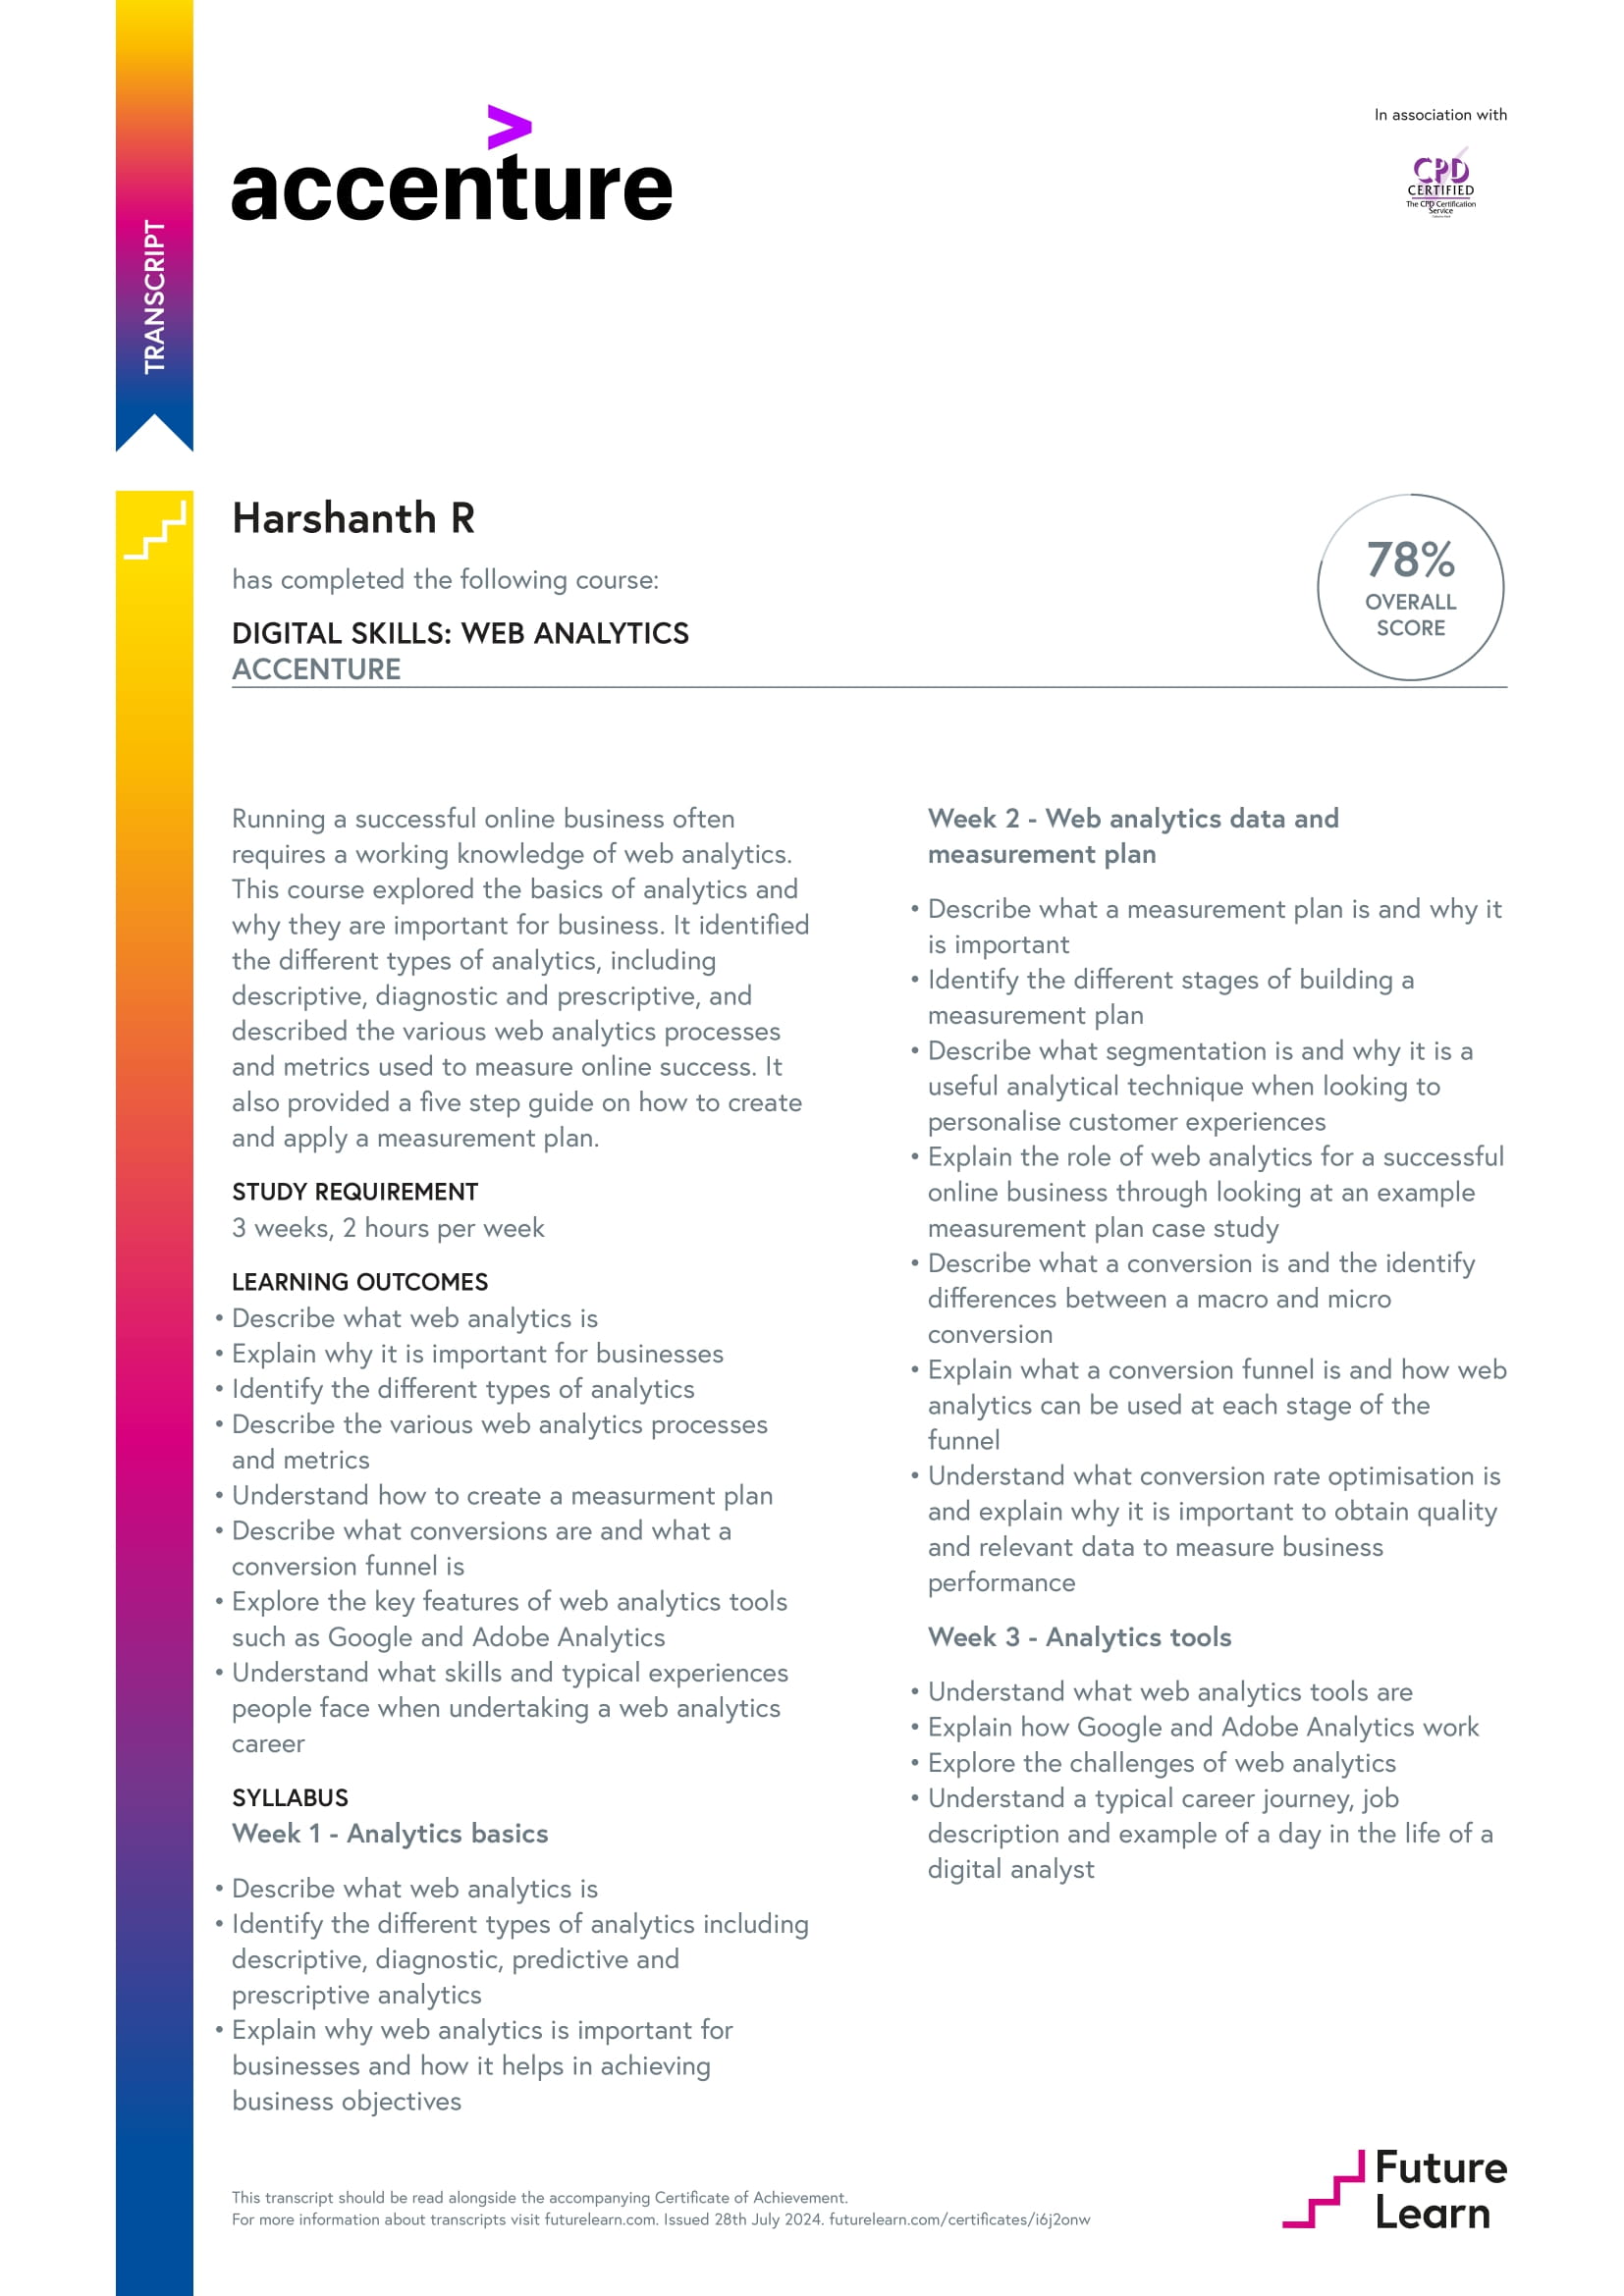 TRANSCRIPT
accenture
In association with
CPD
CERTIFIED
The CPD Certification
Service
Harshanth R
has completed the following course:
DIGITAL SKILLS: WEB ANALYTICS
ACCENTURE
78%
OVERALL
SCORE
Running a successful online business often
requires a working knowledge of web analytics.
This course explored the basics of analytics and
why they are important for business. It identified
the different types of analytics, including
descriptive, diagnostic and prescriptive, and
described the various web analytics processes
and metrics used to measure online success. It
also provided a five step guide on how to create
and apply a measurement plan.
STUDY REQUIREMENT
3 weeks, 2 hours per week
LEARNING OUTCOMES
• Describe what web analytics is
• Explain why it is important for businesses
• Identify the different types of analytics
• Describe the various web analytics processes
and metrics
• Understand how to create a measurment plan
• Describe what conversions are and what a
conversion funnel is
• Explore the key features of web analytics tools
such as Google and Adobe Analytics
• Understand what skills and typical experiences
people face when undertaking a web analytics
career
SYLLABUS
Week 1 - Analytics basics
• Describe what web analytics is
• Identify the different types of analytics including
descriptive, diagnostic, predictive and
prescriptive analytics
• Explain why web analytics is important for
businesses and how it helps in achieving
business objectives
Week 2 - Web analytics data and
measurement plan
• Describe what a measurement plan is and why it
is important
• Identify the different stages of building a
measurement plan
• Describe what segmentation is and why it is a
useful analytical technique when looking to
personalise customer experiences
• Explain the role of web analytics for a successful
online business through looking at an example
measurement plan case study
• Describe what a conversion is and the identify
differences between a macro and micro
conversion
• Explain what a conversion funnel is and how web
analytics can be used at each stage of the
funnel
• Understand what conversion rate optimisation is
and explain why it is important to obtain quality
and relevant data to measure business
performance
Week 3 - Analytics tools
• Understand what web analytics tools are
• Explain how Google and Adobe Analytics work
• Explore the challenges of web analytics
• Understand a typical career journey, job
description and example of a day in the life of a
digital analyst
This transcript should be read alongside the accompanying Certificate of Achievement.
For more information about transcripts visit futurelearn.com. Issued 28th July 2024. futurelearn.com/certificates/i6j2onw
Future
Learn